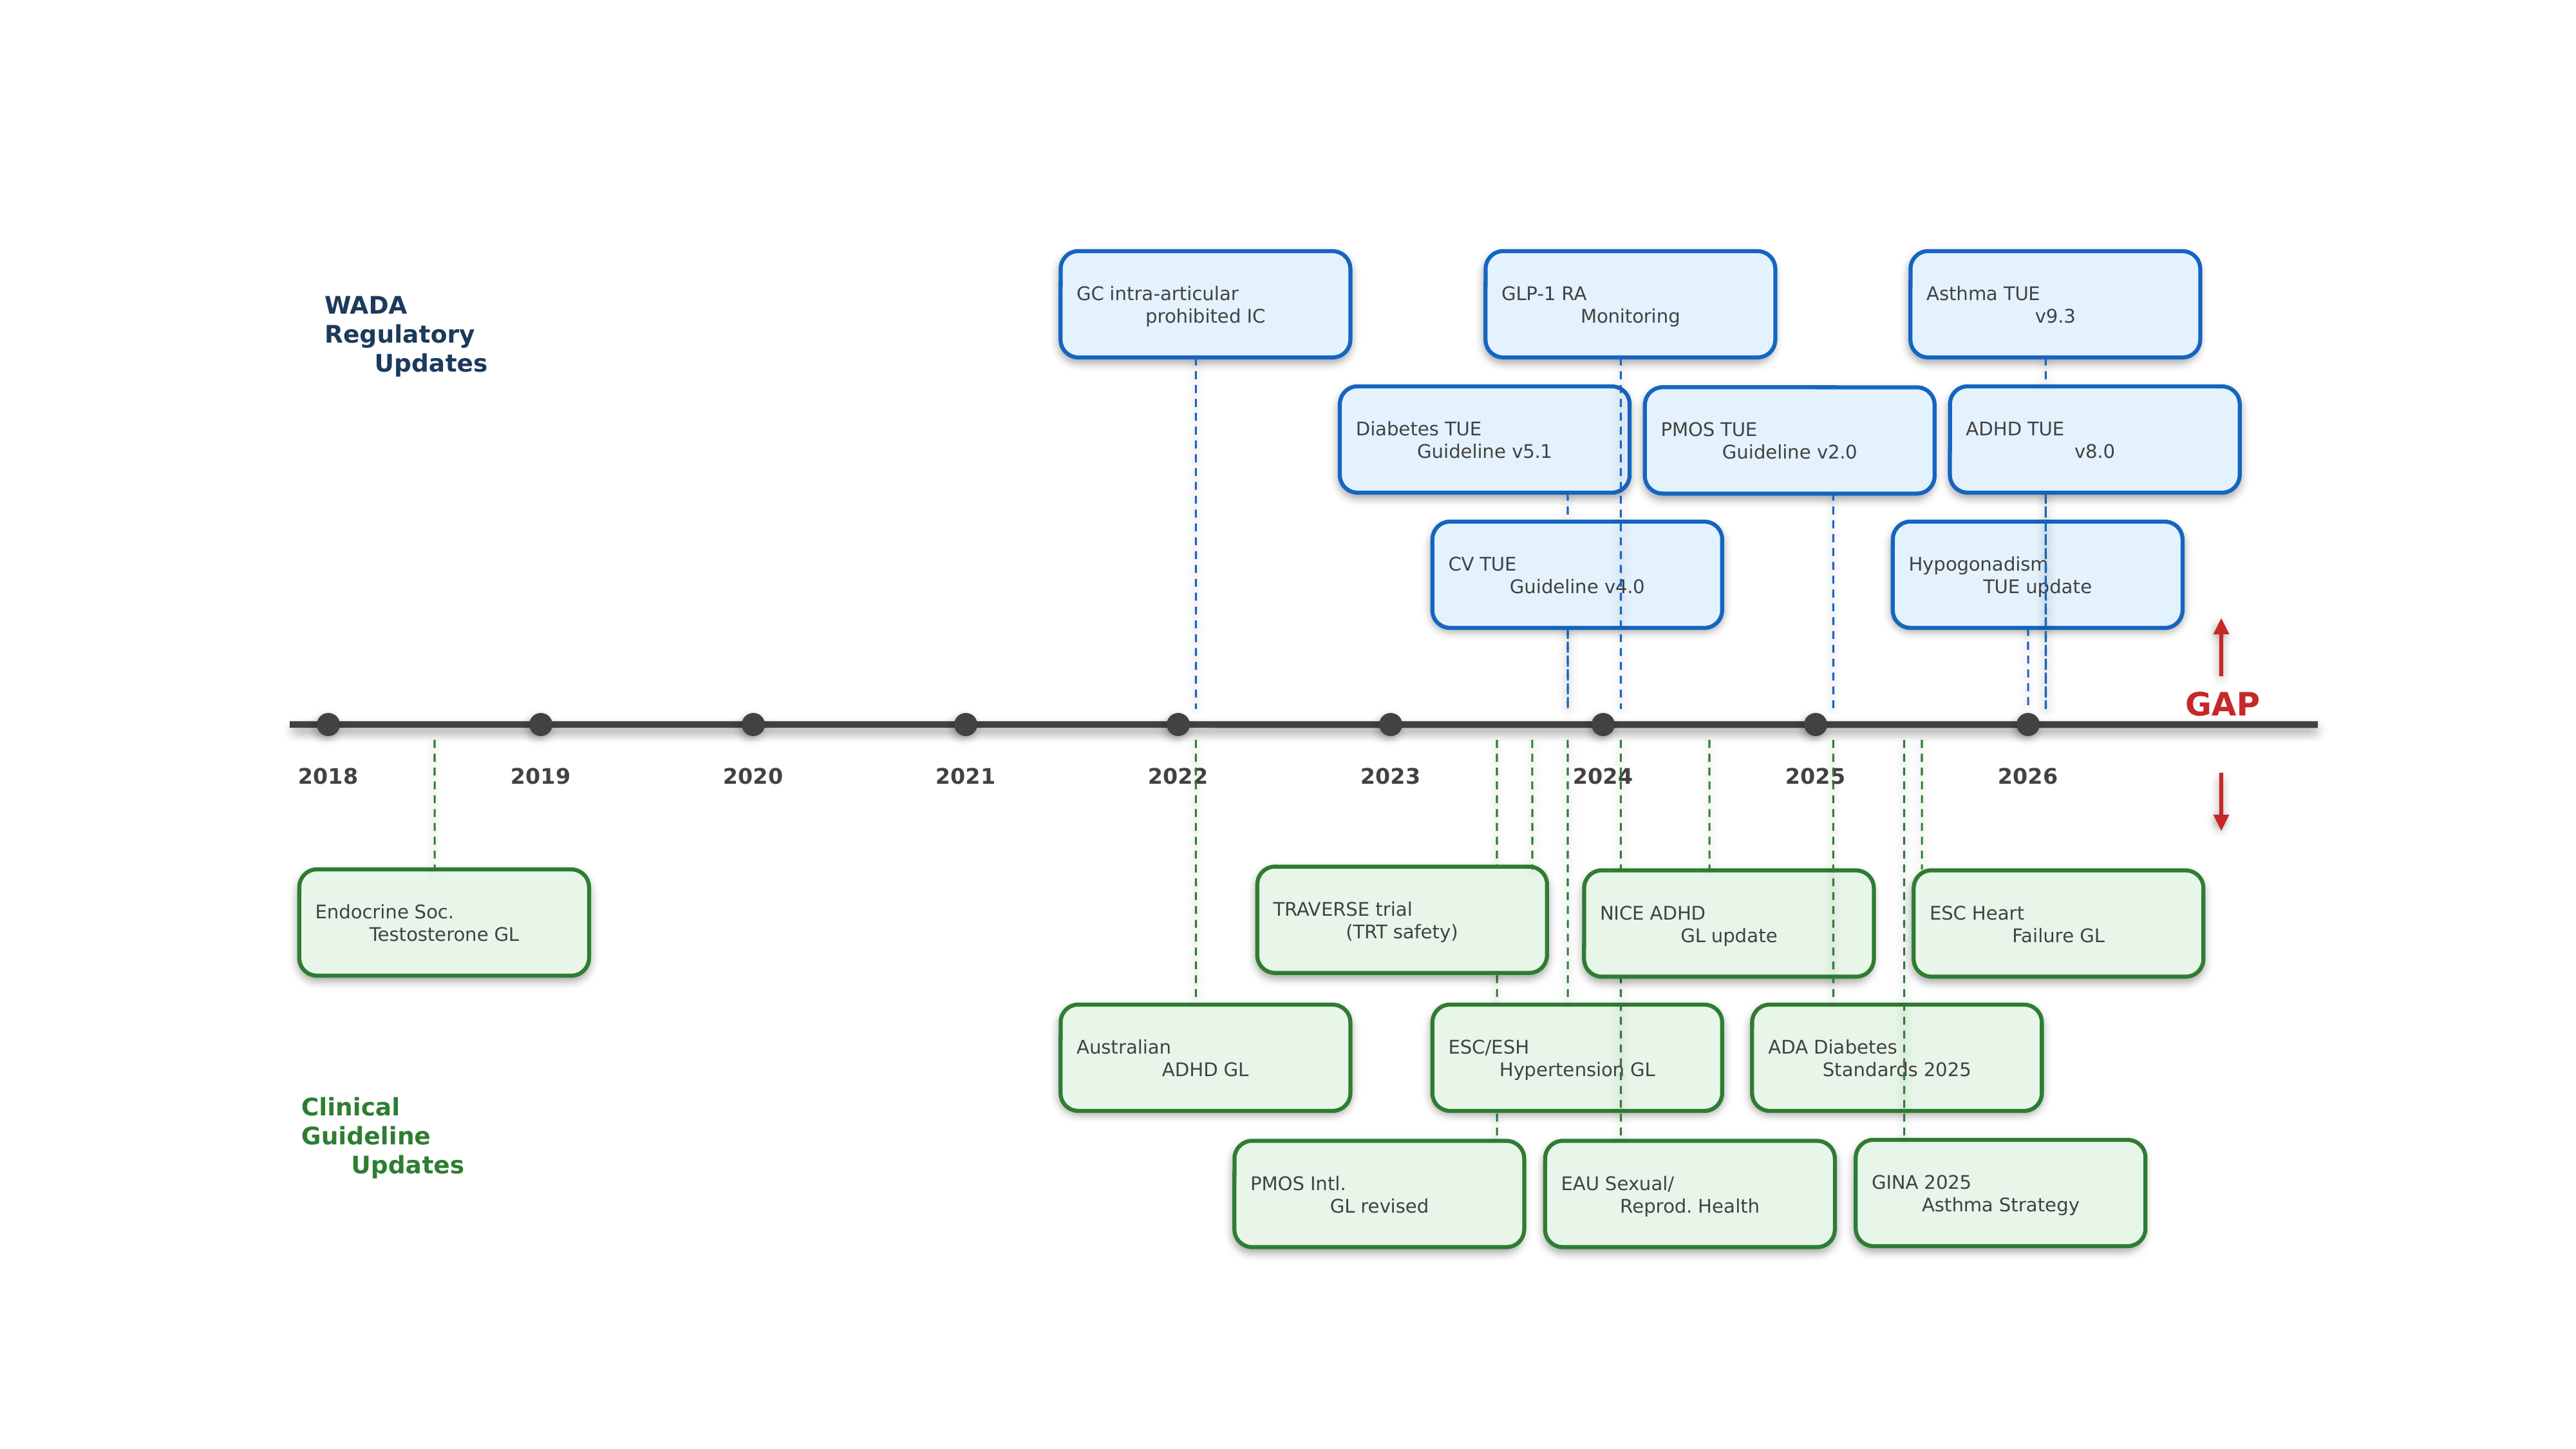 WADA
Regulatory
Updates
GC intra-articular
prohibited IC
GLP-1 RA
Monitoring
Asthma TUE
v9.3
Diabetes TUE
Guideline v5.1
PMOS TUE
Guideline v2.0
ADHD TUE
v8.0
CV TUE
Guideline v4.0
Hypogonadism
TUE update
GAP
2018 2019 2020 2021 2022 2023 2024 2025 2026
Endocrine Soc.
Testosterone GL
TRAVERSE trial
(TRT safety)
NICE ADHD
GL update
ESC Heart
Failure GL
Australian
ADHD GL
ESC/ESH
Hypertension GL
ADA Diabetes
Standards 2025
Clinical
Guideline
Updates
PMOS Intl.
GL revised
EAU Sexual/
Reprod. Health
GINA 2025
Asthma Strategy